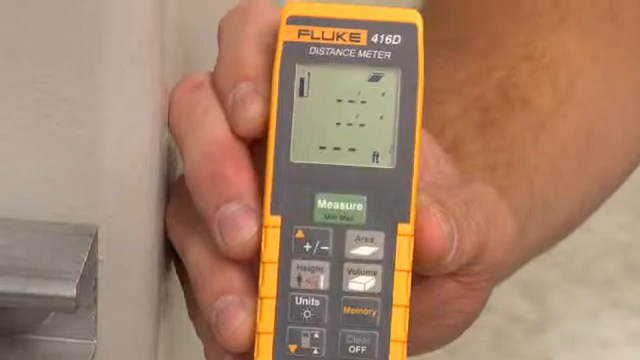 FLUKE 416D
DISTANCE METER
ft
Measure
Min Max
+/−
Area
Height
Volume
Units
Memory
Clear
OFF